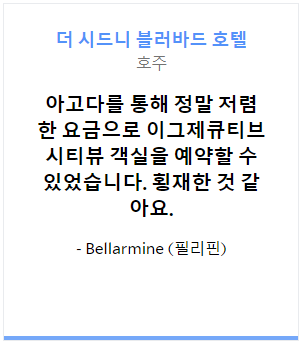 더 시드니 블러바드 호텔
호주
아고다를 통해 정말 저렴
한 요금으로 이그제큐티브
시티뷰 객실을 예약할 수
있었습니다. 횡재한 것 같
아요.
- Bellarmine (필리핀)